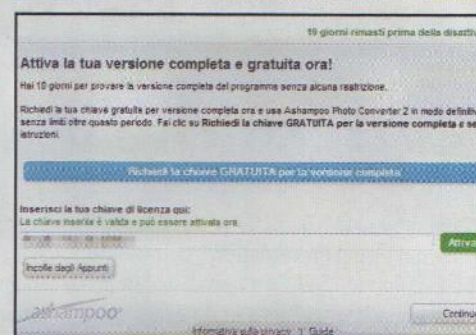 10 giorni rimasti prima della disattiv
Attiva la tua versione completa e gratuita ora!
Hai 10 giorni per provare la versione completa del programma senza alcuna restrizione.
Richiedi la tua chiave gratuita per versione completa ora e usa Ashampoo Photo Converter 2 in modo definitiv
senza limiti oltre questo periodo. Fai clic su Richiedi la chiave GRATUITA per la versione completa e se
istruzioni.
Richiedi la chiave GRATUITA per la versione completa
Inserisci la tua chiave di licenza qui:
La chiave inserita è valida e può essere attivata ora.
Attiva
Incolla dagli Appunti
ashampoo
Continu
Informativa sulla privacy | Guide